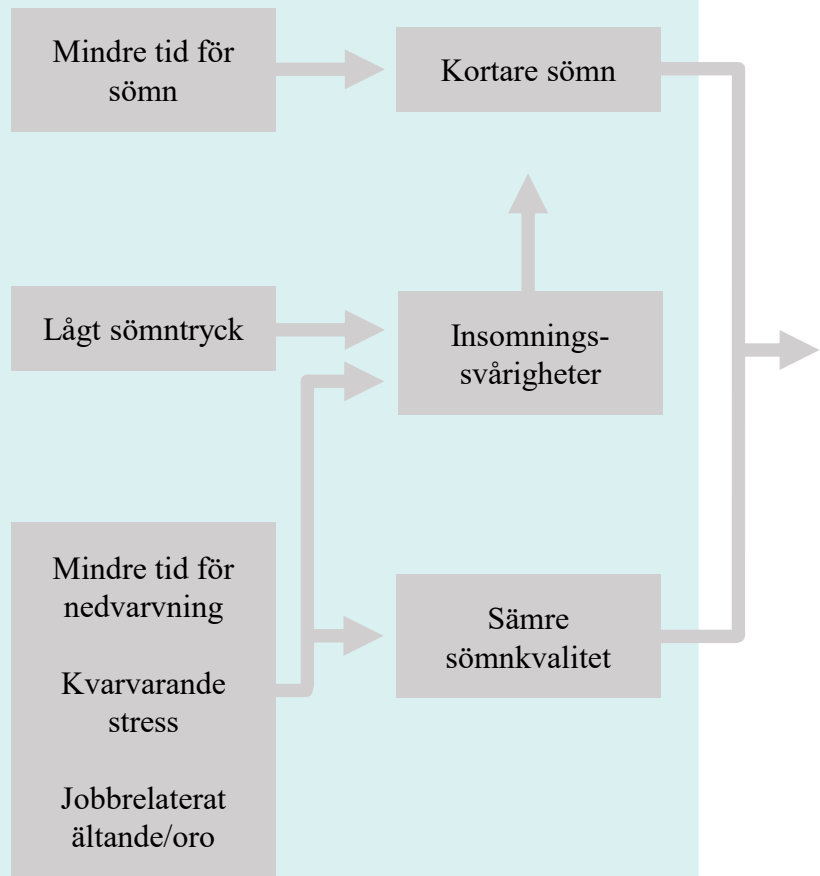 Mindre tid för
sömn
Kortare sömn
Lågt sömntryck
Insomnings-
svårigheter
Mindre tid för
nedvarvning
Kvarvarande
stress
Jobbrelaterat
ältande/oro
Sämre
sömnkvalitet